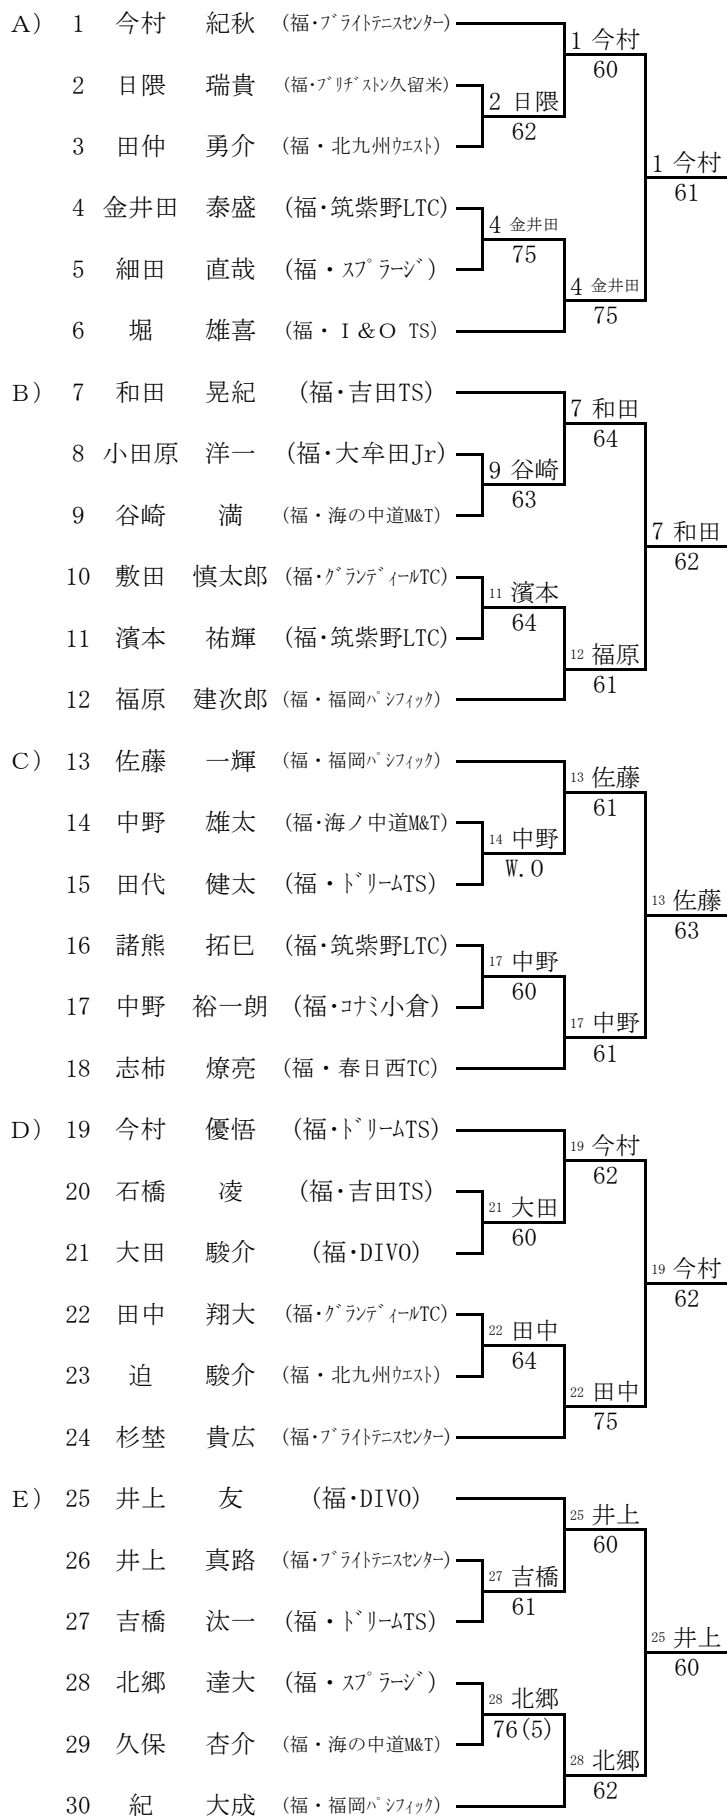 A) 1 今村 紀秋 (福・ブライトテニスセンター)
1 今村
60
2 日隈 瑞貴 (福・ブリヂストン久留米)
2 日隈
62
3 田仲 勇介 (福・北九州ウエスト)
1 今村
61
4 金井田 泰盛 (福・筑紫野LTC)
4 金井田
75
5 細田 直哉 (福・スプラージ)
4 金井田
75
6 堀 雄喜 (福・I&O TS)
B) 7 和田 晃紀 (福・吉田TS)
7 和田
64
8 小田原 洋一 (福・大牟田Jr)
9 谷崎
63
9 谷崎 満 (福・海の中道M&T)
7 和田
62
10 敷田 慎太郎 (福・グランディールTC)
11 濱本
64
11 濱本 祐輝 (福・筑紫野LTC)
12 福原
61
12 福原 建次郎 (福・福岡パシフィック)
C) 13 佐藤 一輝 (福・福岡パシフィック)
13 佐藤
61
14 中野 雄太 (福・海ノ中道M&T)
14 中野
W.O
15 田代 健太 (福・ドリームTS)
13 佐藤
63
16 諸熊 拓巳 (福・筑紫野LTC)
17 中野
60
17 中野 裕一朗 (福・コナミ小倉)
17 中野
61
18 志柿 燎亮 (福・春日西TC)
D) 19 今村 優悟 (福・ドリームTS)
19 今村
62
20 石橋 凌 (福・吉田TS)
21 大田
60
21 大田 駿介 (福・DIVO)
19 今村
62
22 田中 翔大 (福・グランディールTC)
22 田中
64
23 迫 駿介 (福・北九州ウエスト)
22 田中
75
24 杉埜 貴広 (福・ブライトテニスセンター)
E) 25 井上 友 (福・DIVO)
25 井上
60
26 井上 真路 (福・ブライトテニスセンター)
27 吉橋
61
27 吉橋 汰一 (福・ドリームTS)
25 井上
60
28 北郷 達大 (福・スプラージ)
28 北郷
76(5)
29 久保 杏介 (福・海の中道M&T)
28 北郷
62
30 紀 大成 (福・福岡パシフィック)